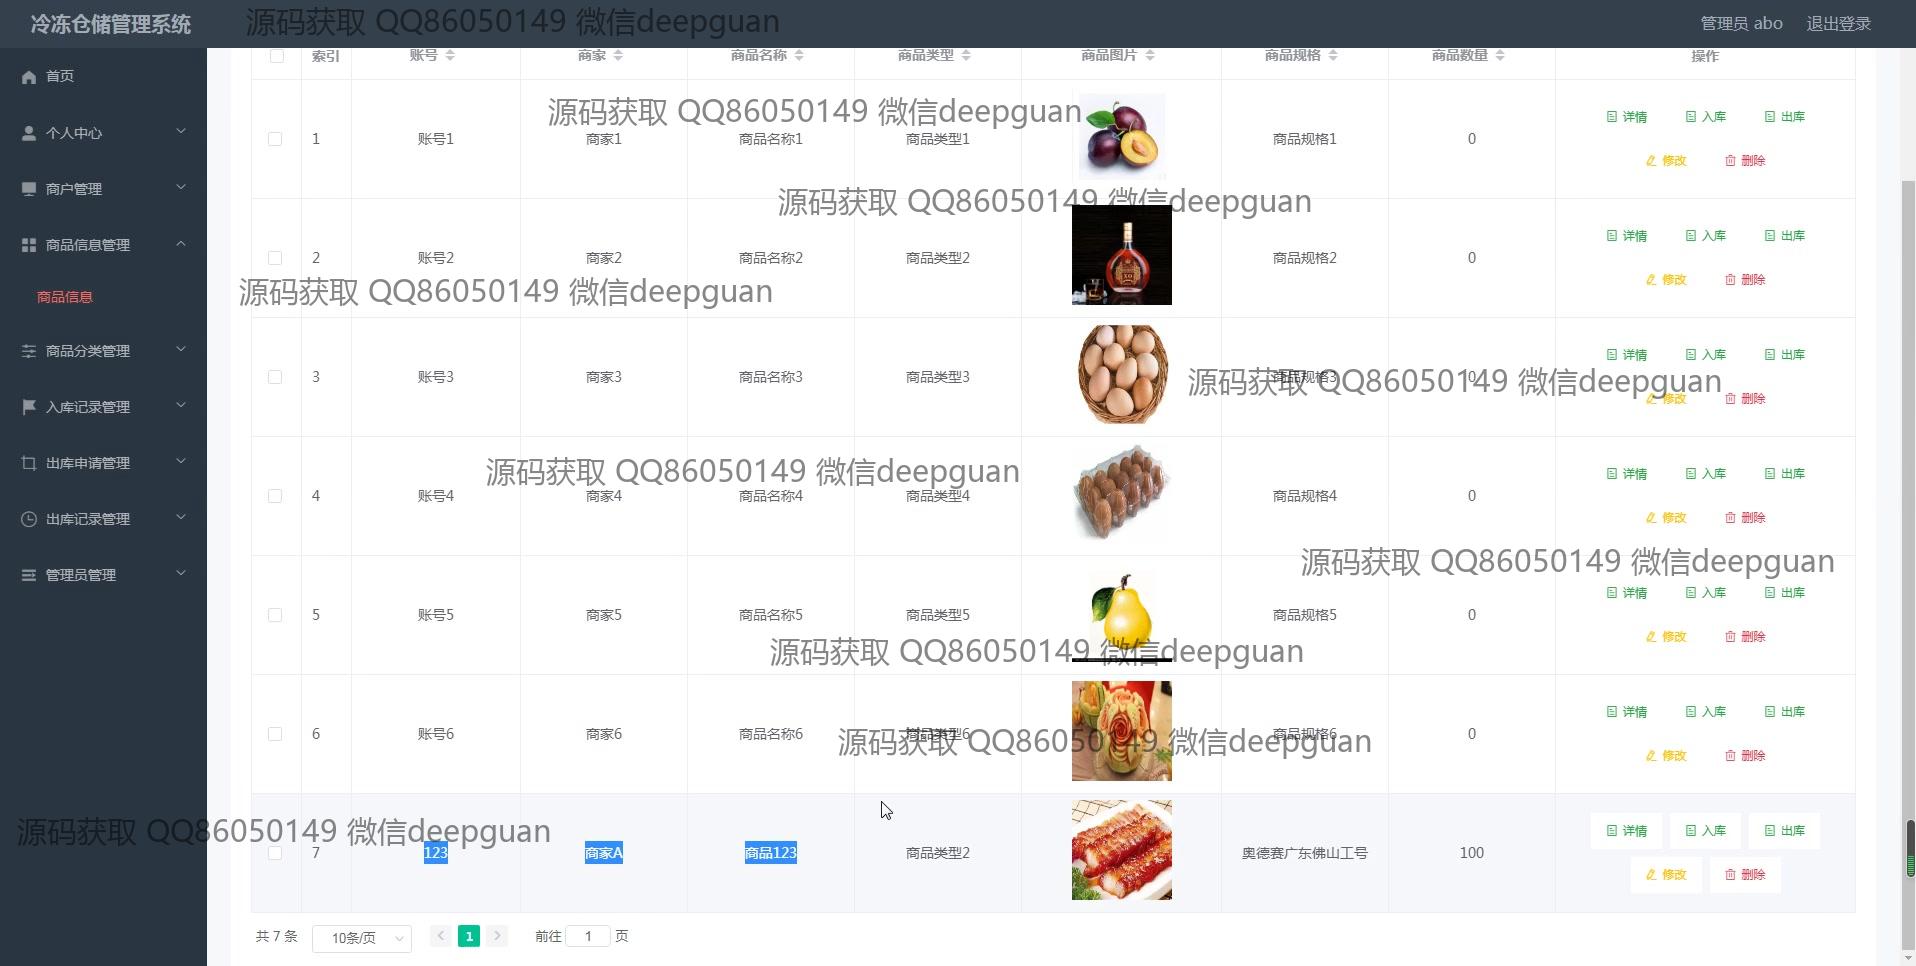 冷冻仓储管理系统
源码获取 QQ86050149 微信deepguan
管理员 abo
退出登录
首页
个人中心
商户管理
商品信息管理
商品信息
商品分类管理
入库记录管理
出库申请管理
出库记录管理
管理员管理
索引 账号 商家 商品名称 商品类型 商品图片 商品规格 商品数量 操作
源码获取 QQ86050149 微信deepguan
1 账号1 商家1 商品名称1 商品类型1 商品规格1 0 详情 入库 出库
修改 删除
源码获取 QQ86050149 微信deepguan
2 账号2 商家2 商品名称2 商品类型2 商品规格2 0 详情 入库 出库
修改 删除
源码获取 QQ86050149 微信deepguan
3 账号3 商家3 商品名称3 商品类型3 商品规格3 0 详情 入库 出库
修改 删除
源码获取 QQ86050149 微信deepguan
源码获取 QQ86050149 微信deepguan
4 账号4 商家4 商品名称4 商品类型4 商品规格4 0 详情 入库 出库
修改 删除
源码获取 QQ86050149 微信deepguan
5 账号5 商家5 商品名称5 商品类型5 商品规格5 0 详情 入库 出库
修改 删除
源码获取 QQ86050149 微信deepguan
6 账号6 商家6 商品名称6 商品类型6 商品规格6 0 详情 入库 出库
修改 删除
源码获取 QQ86050149 微信deepguan
源码获取 QQ86050149 微信deepguan
7 123 商家A 商品123 商品类型2 奥德赛广东佛山工号 100 详情 入库 出库
修改 删除
共 7 条 10条/页 1 前往 1 页